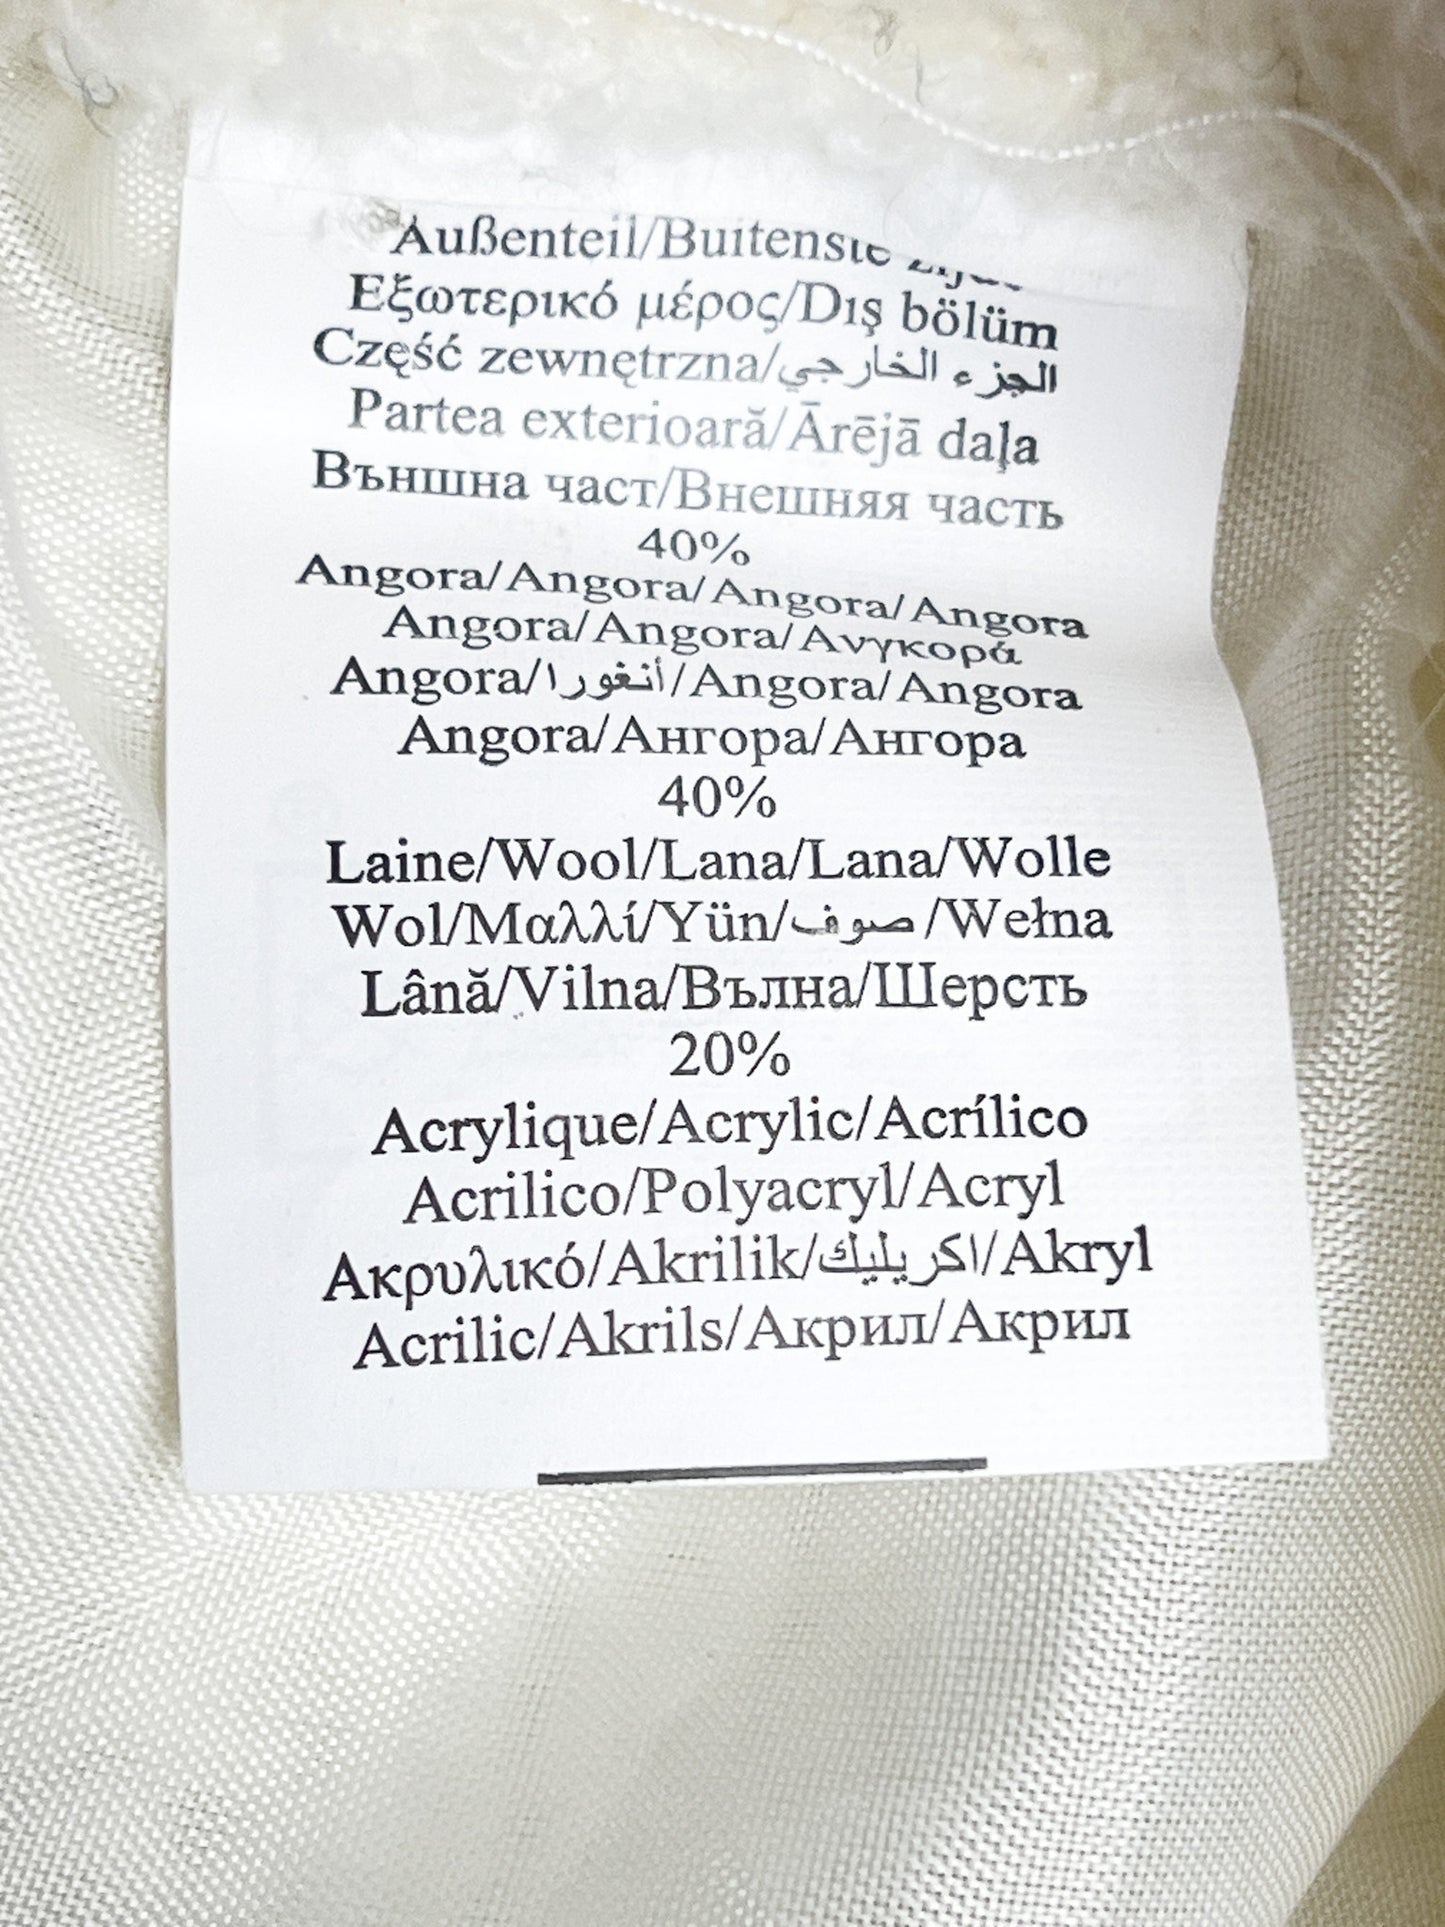 Außenteil/Buitenste
Εξωτερικό μέρος/Dış bölüm
Część zewnętrzna/الجزء الخارجي
Partea exterioară/Ārējā daļa
Външна част/Внешняя часть
40%
Angora/Angora/Angora/Angora
Angora/Angora/Ανγκορά
Angora/أنغورا/Angora/Angora
Angora/Ангора/Ангора
40%
Laine/Wool/Lana/Lana/Wolle
Wol/Μαλλί/Yün/صوف/Wełna
Lână/Vilna/Вълна/Шерсть
20%
Acrylique/Acrylic/Acrílico
Acrilico/Polyacryl/Acryl
Ακρυλικό/Akrilik/اكريليك/Akryl
Acrilic/Akrils/Акрил/Акрил